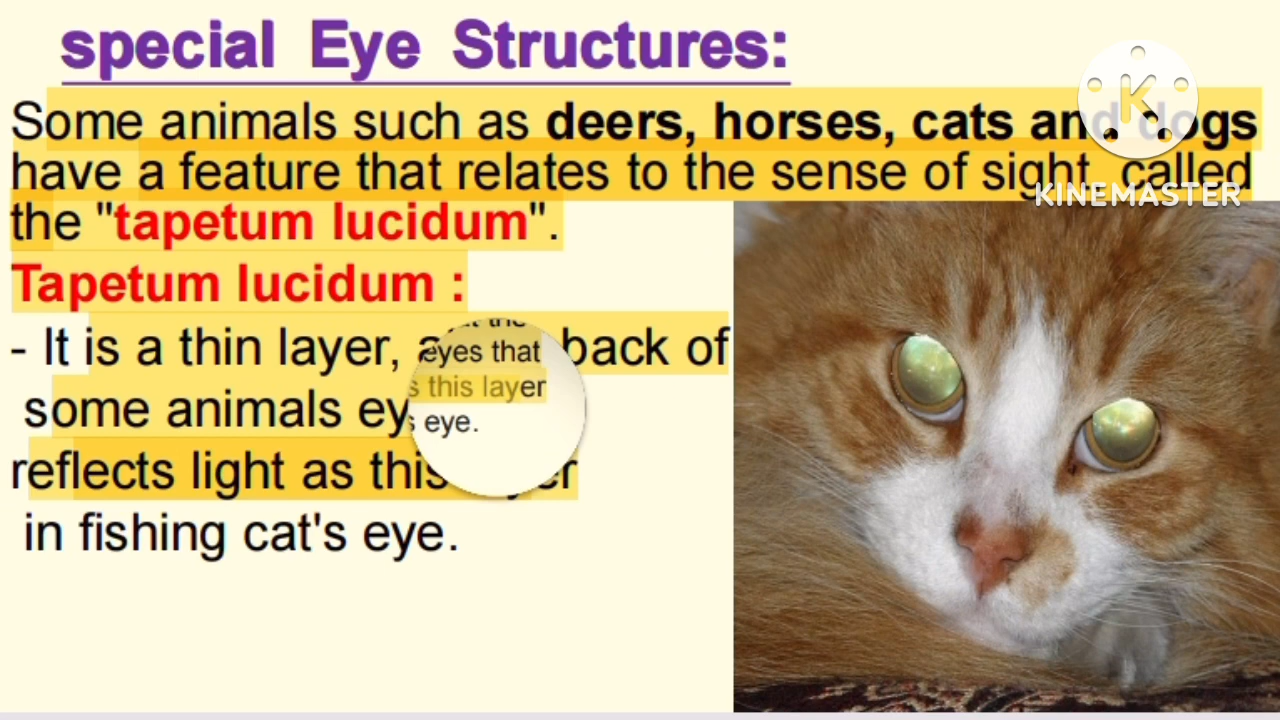 special Eye Structures:
Some animals such as deers, horses, cats and dogs
have a feature that relates to the sense of sight, called
the "tapetum lucidum".
K
KINEMASTER
Tapetum lucidum :
- It is a thin layer, back of
some animals
reflects light as this
in fishing cat's eye.
eyes that
this layer
eye.